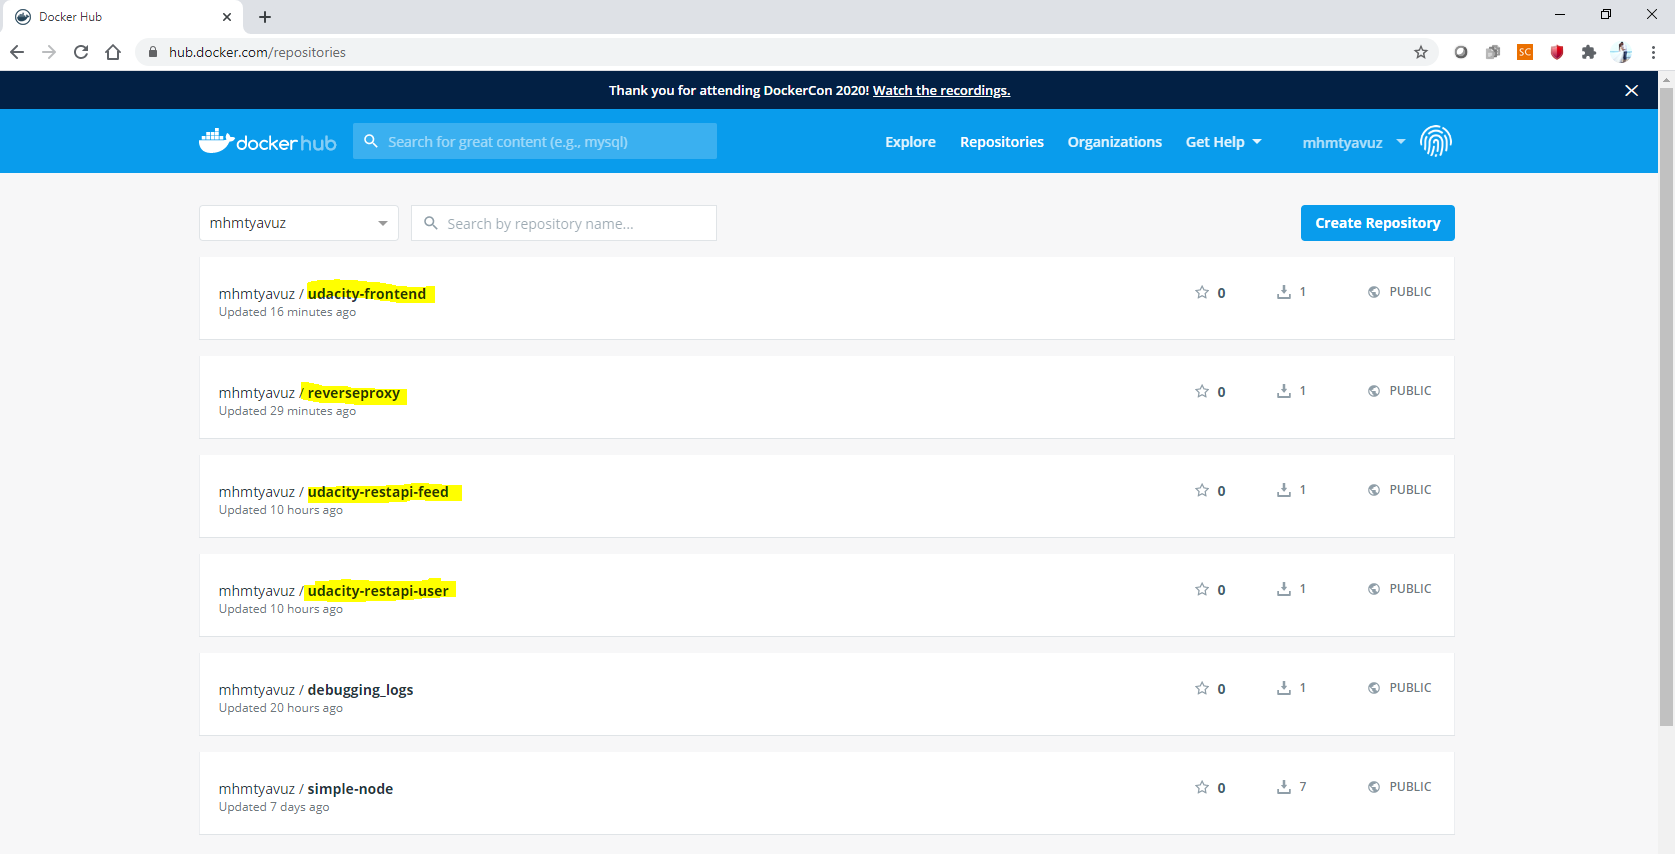 Docker Hub
hub.docker.com/repositories
SC
Thank you for attending DockerCon 2020! Watch the recordings.
docker hub
Search for great content (e.g., mysql)
Explore
Repositories
Organizations
Get Help
mhmtyavuz
mhmtyavuz
Search by repository name...
Create Repository
mhmtyavuz / udacity-frontend
0 1 PUBLIC
Updated 16 minutes ago
mhmtyavuz / reverseproxy
0 1 PUBLIC
Updated 29 minutes ago
mhmtyavuz / udacity-restapi-feed
0 1 PUBLIC
Updated 10 hours ago
mhmtyavuz / udacity-restapi-user
0 1 PUBLIC
Updated 10 hours ago
mhmtyavuz / debugging_logs
0 1 PUBLIC
Updated 20 hours ago
mhmtyavuz / simple-node
0 7 PUBLIC
Updated 7 days ago